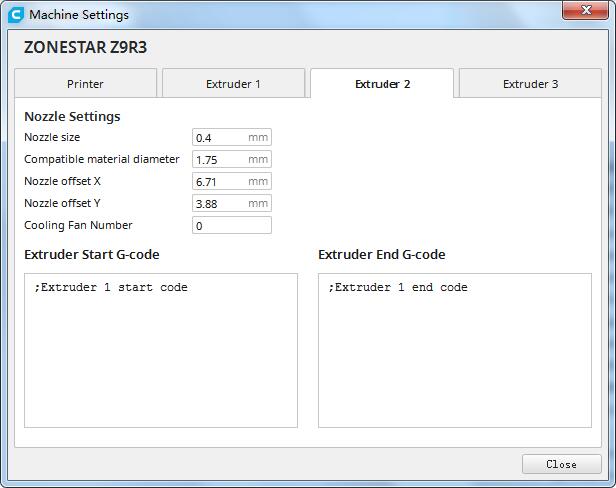 Machine Settings
ZONESTAR Z9R3
Printer
Extruder 1
Extruder 2
Extruder 3
Nozzle Settings
Nozzle size 0.4 mm
Compatible material diameter 1.75 mm
Nozzle offset X 6.71 mm
Nozzle offset Y 3.88 mm
Cooling Fan Number 0
Extruder Start G-code
;Extruder 1 start code
Extruder End G-code
;Extruder 1 end code
Close